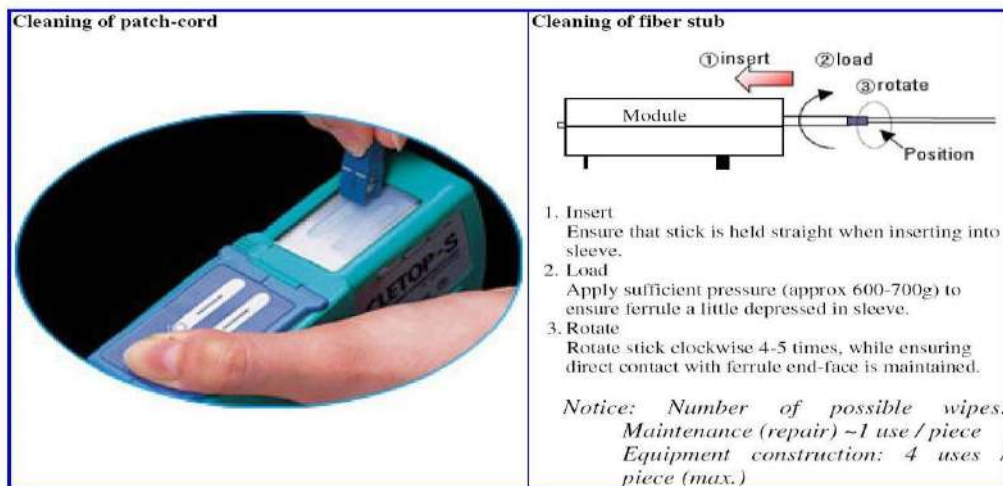 Cleaning of patch-cord
CLETOP-S
Cleaning of fiber stub
①insert
②load
③rotate
Module
Position
1. Insert
Ensure that stick is held straight when inserting into
sleeve.
2. Load
Apply sufficient pressure (approx 600-700g) to
ensure ferrule a little depressed in sleeve.
3. Rotate
Rotate stick clockwise 4-5 times, while ensuring
direct contact with ferrule end-face is maintained.
Notice: Number of possible wipes:
Maintenance (repair) ~1 use / piece
Equipment construction: 4 uses /
piece (max.)